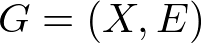 G = (X, E)